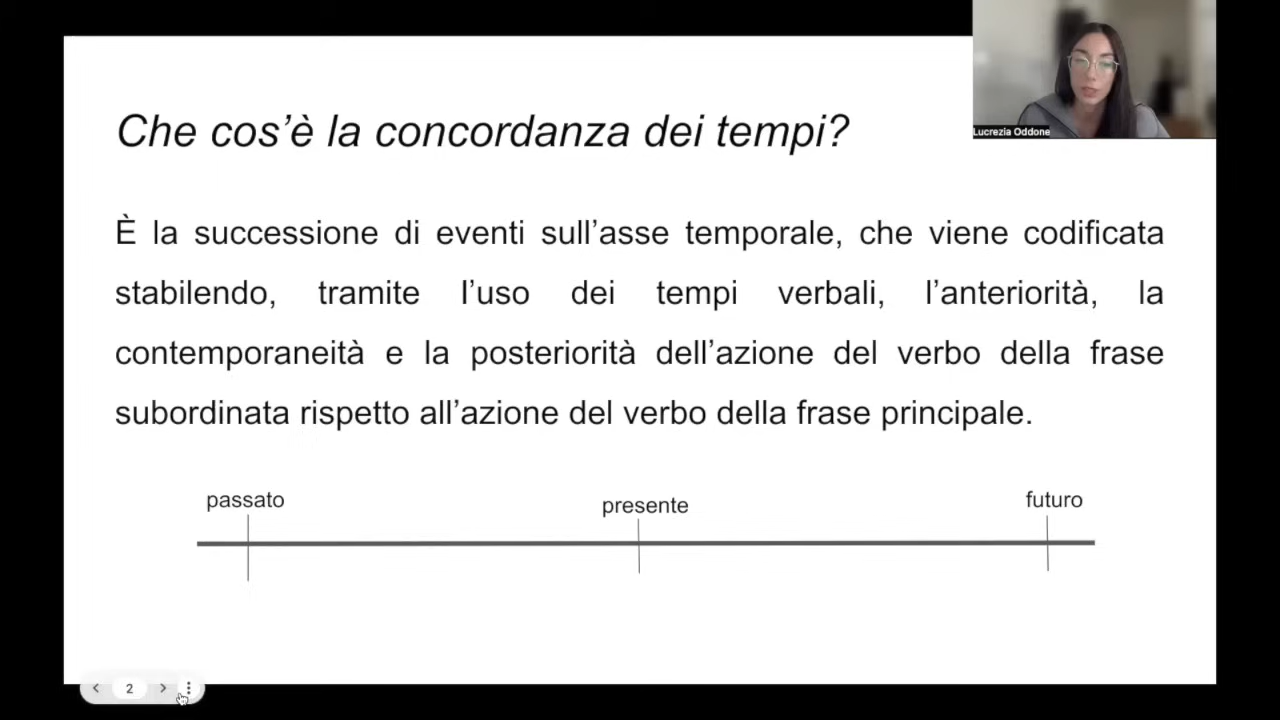 Che cos’è la concordanza dei tempi?
Lucrezia Oddone
È la successione di eventi sull’asse temporale, che viene codificata
stabilendo, tramite l’uso dei tempi verbali, l’anteriorità, la
contemporaneità e la posteriorità dell’azione del verbo della frase
subordinata rispetto all’azione del verbo della frase principale.
passato presente futuro
2